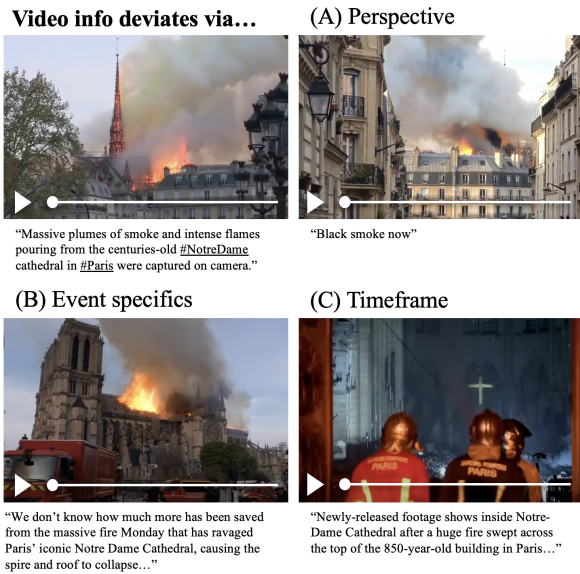 Video info deviates via…
(A) Perspective
“Massive plumes of smoke and intense flames
pouring from the centuries-old #NotreDame
cathedral in #Paris were captured on camera.”
“Black smoke now”
(B) Event specifics
(C) Timeframe
PARIS
PARIS
“We don’t know how much more has been saved
from the massive fire Monday that has ravaged
Paris’ iconic Notre Dame Cathedral, causing the
spire and roof to collapse…”
“Newly-released footage shows inside Notre-
Dame Cathedral after a huge fire swept across
the top of the 850-year-old building in Paris…”